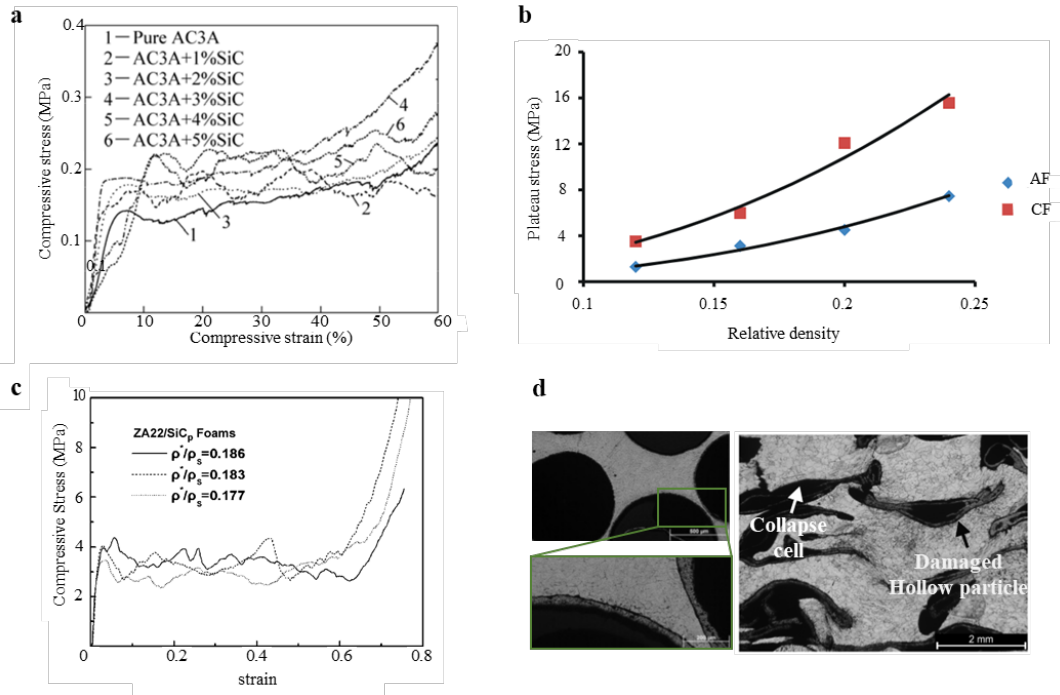 a
0.4
0.3
0.2
0.1
0.1
Compressive stress (MPa)
1—Pure AC3A
2—AC3A+1%SiC
3—AC3A+2%SiC
4—AC3A+3%SiC
5—AC3A+4%SiC
6—AC3A+5%SiC
4
6
5
2
3
1
0 10 20 30 40 50 60
Compressive strain (%)
b
20
16
12
8
4
0
Plateau stress (MPa)
AF
CF
0.1 0.15 0.2 0.25
Relative density
c
10
8
6
4
2
Compressive Stress (MPa)
ZA22/SiCp Foams
ρ*/ρs=0.186
ρ*/ρs=0.183
ρ*/ρs=0.177
0 0.2 0.4 0.6 0.8
strain
d
Collapse
cell
Damaged
Hollow particle
2 mm